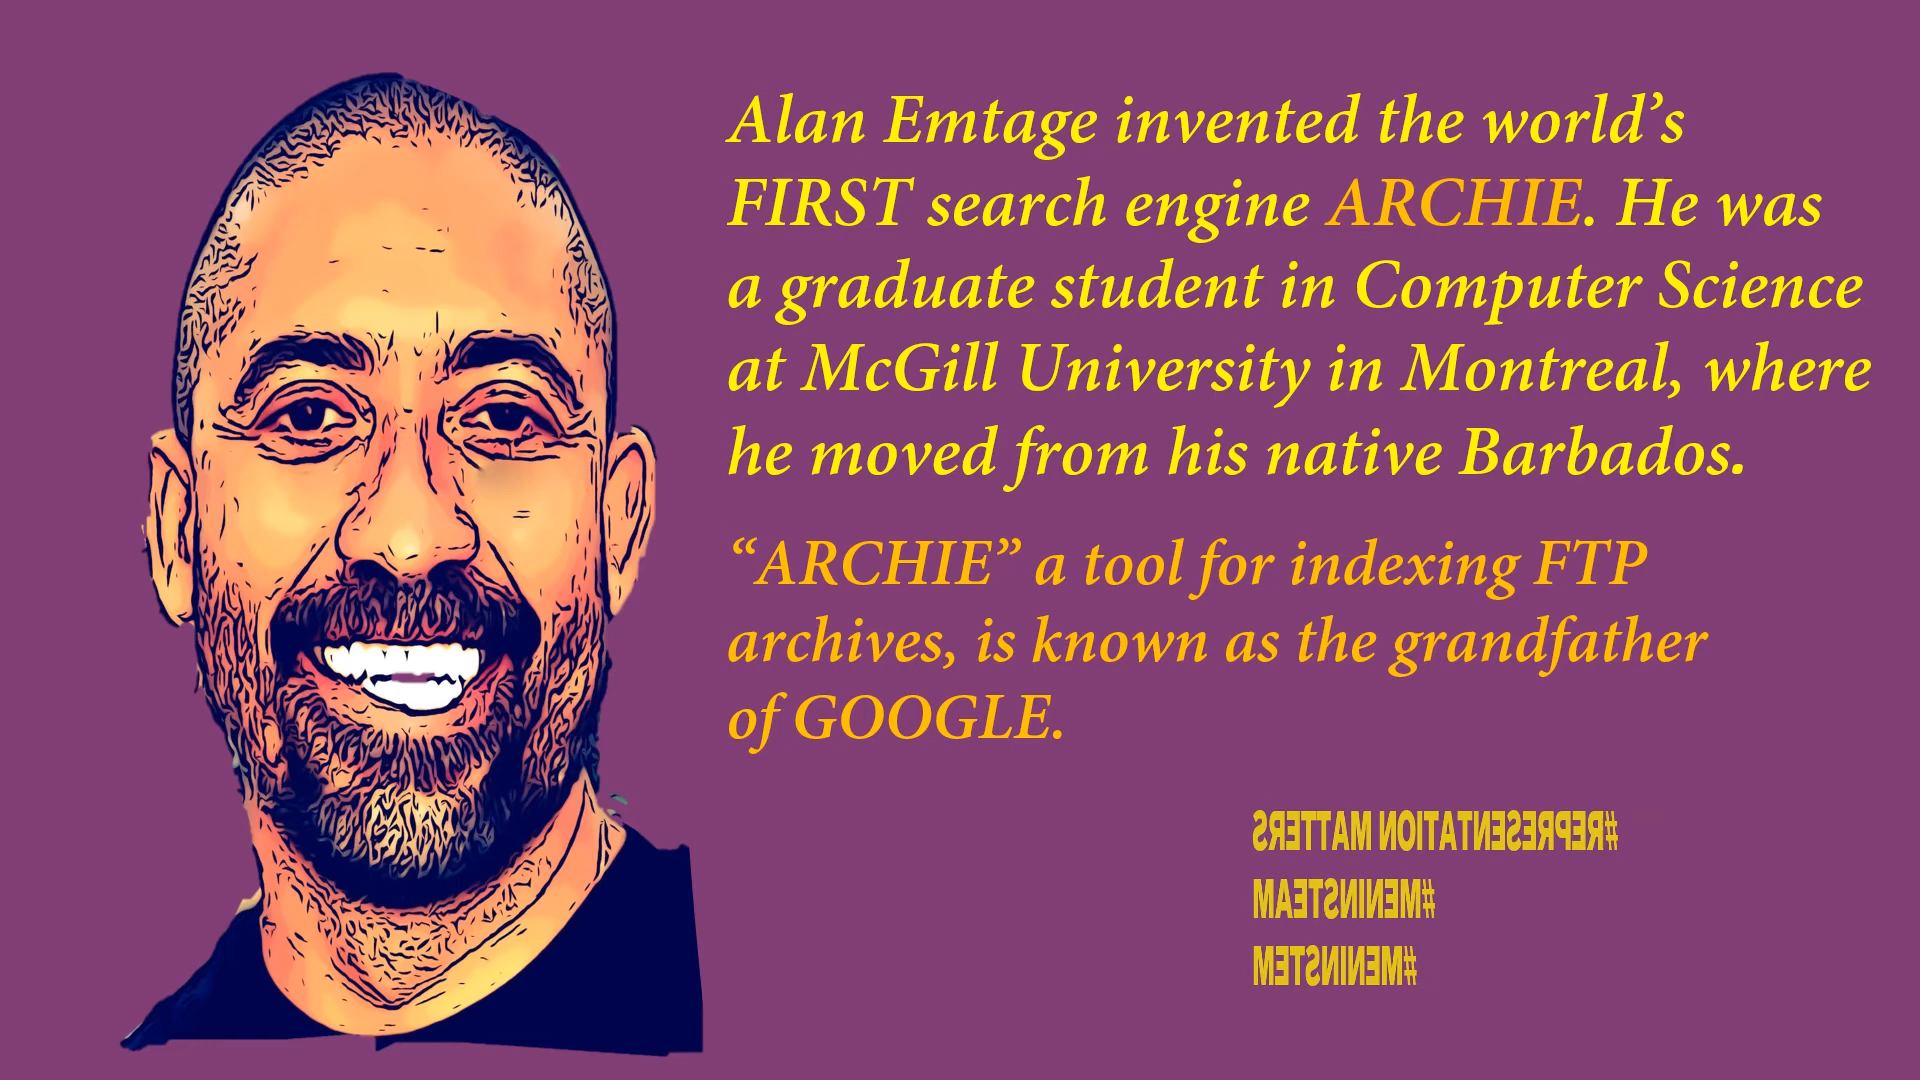 Alan Emtage invented the world’s
FIRST search engine ARCHIE. He was
a graduate student in Computer Science
at McGill University in Montreal, where
he moved from his native Barbados.
“ARCHIE” a tool for indexing FTP
archives, is known as the grandfather
of GOOGLE.
#REPRESENTATION MATTERS
#MENINSTEAM
#MENINSTEM